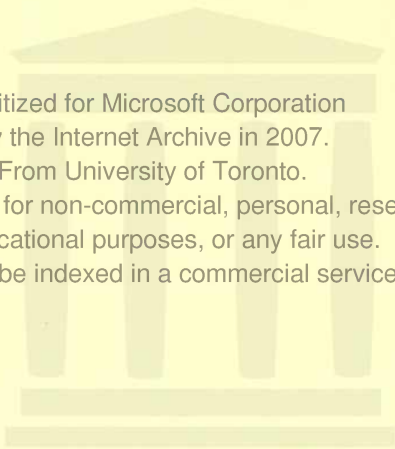 itized for Microsoft Corporation
the Internet Archive in 2007.
From University of Toronto.
for non-commercial, personal, rese
cational purposes, or any fair use.
be indexed in a commercial service